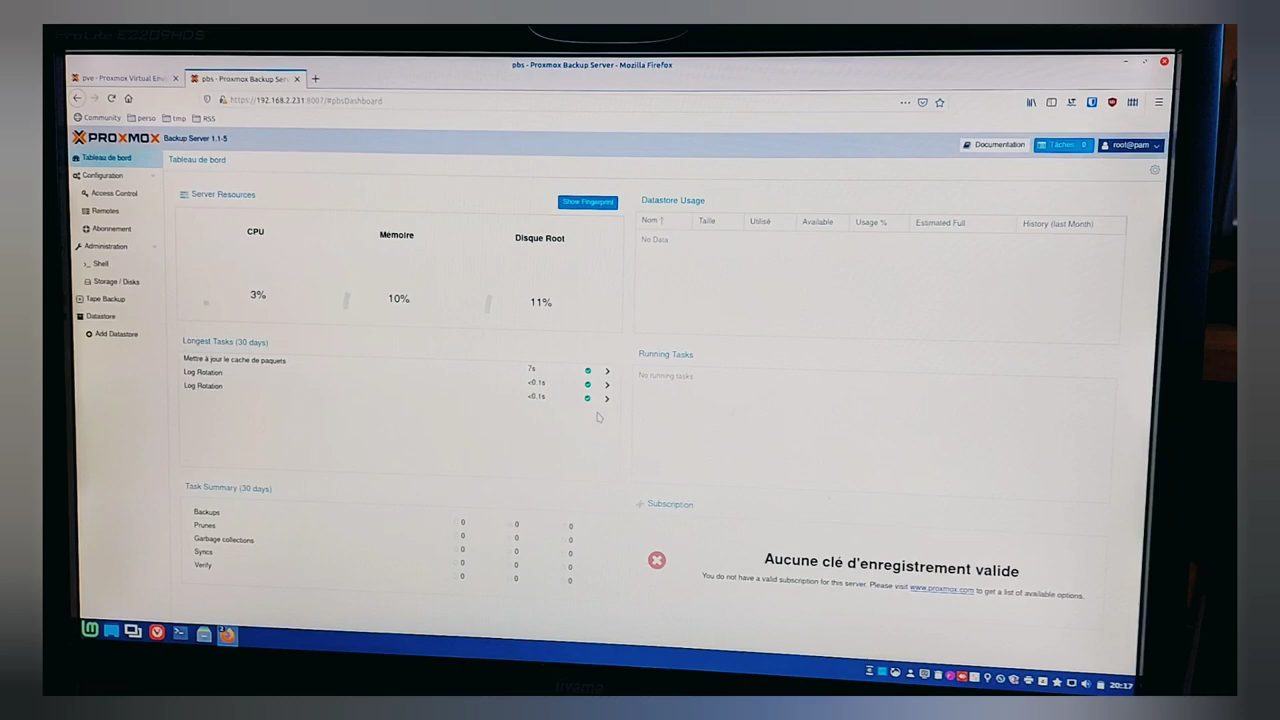 ProLite E2209HDS
pbs - Proxmox Backup Server - Mozilla Firefox
pve - Proxmox Virtual Env
pbs - Proxmox Backup Serv
https://192.168.2.231:8007/#pbsDashboard
Community perso tmp RSS
PROXMOX Backup Server 1.1-5
Documentation Tâches 0 root@pam
Tableau de bord
Configuration
Access Control
Remotes
Abonnement
Administration
Shell
Storage / Disks
Tape Backup
Datastore
Add Datastore
Tableau de bord
Server Resources
Show Fingerprint
CPU Mémoire Disque Root
3% 10% 11%
Datastore Usage
Nom Taille Utilisé Available Usage % Estimated Full History (last Month)
No Data
Longest Tasks (30 days)
Mettre à jour le cache de paquets 7s
Log Rotation <0.1s
Log Rotation <0.1s
Running Tasks
No running tasks
Task Summary (30 days)
Backups 0 0 0
Prunes 0 0 0
Garbage collections 0 0 0
Syncs 0 0 0
Verify 0 0 0
Subscription
Aucune clé d'enregistrement valide
You do not have a valid subscription for this server. Please visit www.proxmox.com to get a list of available options.
20:17
iiyama